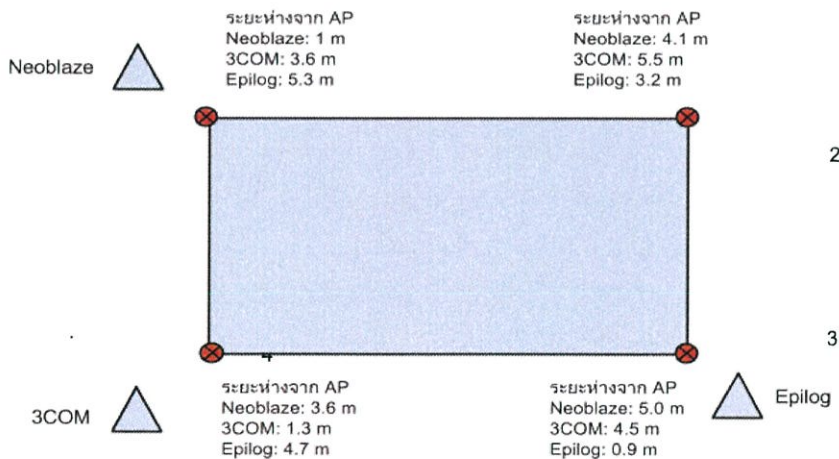 ระยะห่างจาก AP
Neoblaze: 1 m
3COM: 3.6 m
Epilog: 5.3 m
ระยะห่างจาก AP
Neoblaze: 4.1 m
3COM: 5.5 m
Epilog: 3.2 m
Neoblaze
2
3
4
ระยะห่างจาก AP
Neoblaze: 3.6 m
3COM: 1.3 m
Epilog: 4.7 m
ระยะห่างจาก AP
Neoblaze: 5.0 m
3COM: 4.5 m
Epilog: 0.9 m
3COM
Epilog